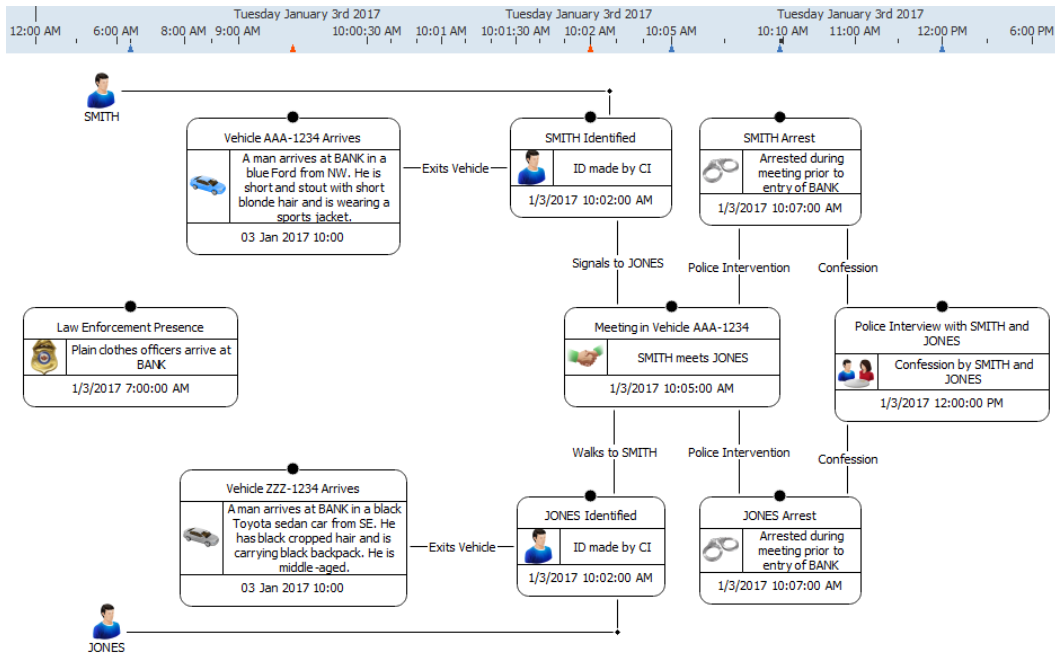 Tuesday January 3rd 2017
Tuesday January 3rd 2017
Tuesday January 3rd 2017
12:00 AM
6:00 AM
8:00 AM
9:00 AM
10:00:30 AM
10:01 AM
10:01:30 AM
10:02 AM
10:05 AM
10:10 AM
11:00 AM
12:00 PM
6:00 PM
SMITH
Vehicle AAA-1234 Arrives
A man arrives at BANK in a
blue Ford from NW. He is
short and stout with short
blonde hair and is wearing a
sports jacket.
03 Jan 2017 10:00
Exits Vehicle
SMITH Identified
ID made by CI
1/3/2017 10:02:00 AM
SMITH Arrest
Arrested during
meeting prior to
entry of BANK
1/3/2017 10:07:00 AM
Signals to JONES
Police Intervention
Confession
Law Enforcement Presence
Plain clothes officers arrive at
BANK
1/3/2017 7:00:00 AM
Meeting in Vehicle AAA-1234
SMITH meets JONES
1/3/2017 10:05:00 AM
Police Interview with SMITH and
JONES
Confession by SMITH and
JONES
1/3/2017 12:00:00 PM
Walks to SMITH
Police Intervention
Confession
Vehicle ZZZ-1234 Arrives
A man arrives at BANK in a black
Toyota sedan car from SE. He
has black cropped hair and is
carrying black backpack. He is
middle-aged.
03 Jan 2017 10:00
Exits Vehicle
JONES Identified
ID made by CI
1/3/2017 10:02:00 AM
JONES Arrest
Arrested during
meeting prior to
entry of BANK
1/3/2017 10:07:00 AM
JONES